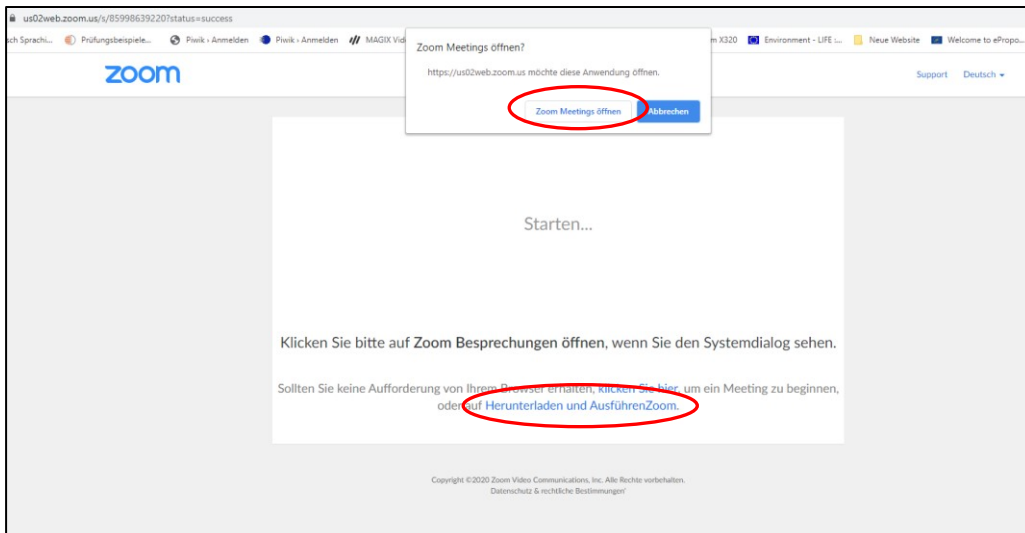 us02web.zoom.us/s/85998639220?status=success
sch Sprachi... Prüfungsbeispiele... Piwik › Anmelden Piwik › Anmelden MAGIX Vid m X320 Environment - LIFE :... Neue Website Welcome to ePropo...
Zoom Meetings öffnen?
https://us02web.zoom.us möchte diese Anwendung öffnen.
Zoom Meetings öffnen Abbrechen
zoom
Support Deutsch
Starten...
Klicken Sie bitte auf Zoom Besprechungen öffnen, wenn Sie den Systemdialog sehen.
Sollten Sie keine Aufforderung von Ihrem Browser erhalten, klicken Sie hier, um ein Meeting zu beginnen,
oder auf Herunterladen und AusführenZoom.
Copyright ©2020 Zoom Video Communications, Inc. Alle Rechte vorbehalten.
Datenschutz & rechtliche Bestimmungen'